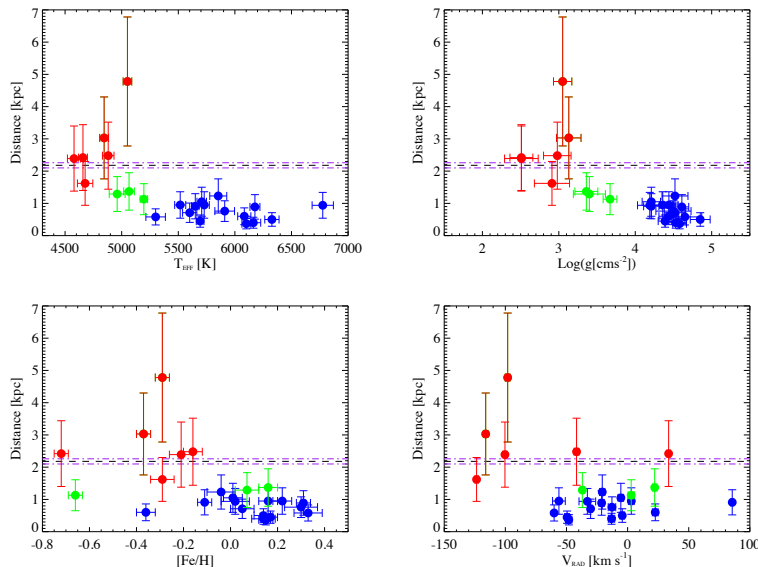 7 7
6 6
5 5
4 4
3 3
2 2
1 1
0 0
Distance [kpc] Distance [kpc]
4500 5000 5500 6000 6500 7000 2 3 4 5
T_EFF [K] Log(g[cms⁻²])
7 7
6 6
5 5
4 4
3 3
2 2
1 1
0 0
Distance [kpc] Distance [kpc]
-0.8 -0.6 -0.4 -0.2 0.0 0.2 0.4 -150 -100 -50 0 50 100
[Fe/H] V_RAD [km s⁻¹]